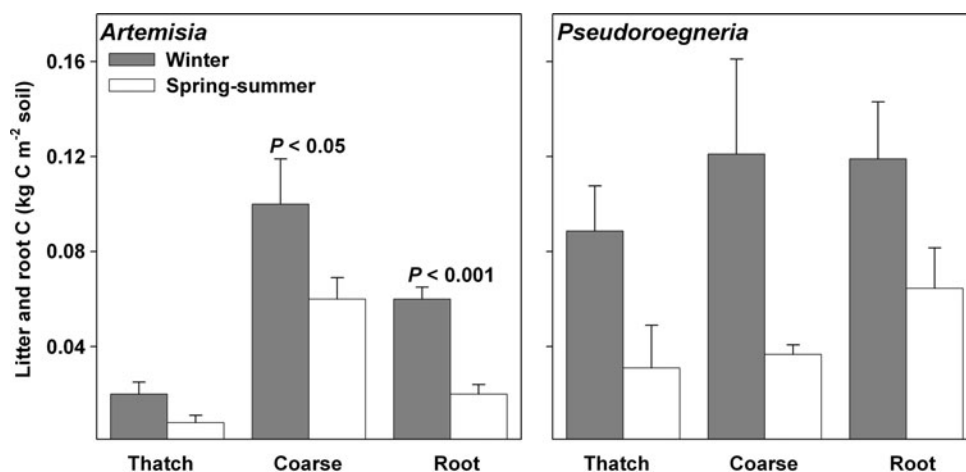 Artemisia
Winter
Spring-summer
P < 0.05
P < 0.001
Pseudoroegneria
Litter and root C (kg C m⁻² soil)
0.16
0.12
0.08
0.04
Thatch Coarse Root
Thatch Coarse Root